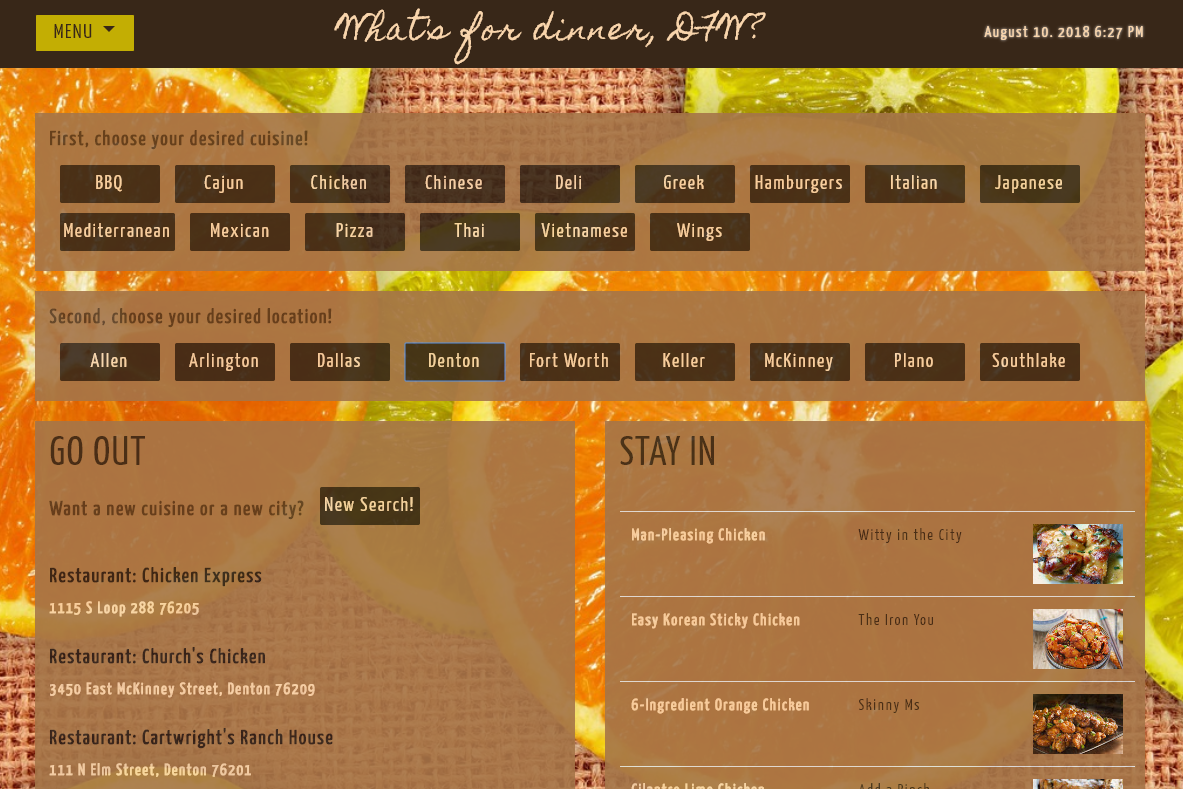 MENU
What's for dinner, DFW?
August 10. 2018 6:27 PM
First, choose your desired cuisine!
BBQ Cajun Chicken Chinese Deli Greek Hamburgers Italian Japanese
Mediterranean Mexican Pizza Thai Vietnamese Wings
Second, choose your desired location!
Allen Arlington Dallas Denton Fort Worth Keller McKinney Plano Southlake
GO OUT
Want a new cuisine or a new city? New Search!
Restaurant: Chicken Express
1115 S Loop 288 76205
Restaurant: Church's Chicken
3450 East McKinney Street, Denton 76209
Restaurant: Cartwright's Ranch House
111 N Elm Street, Denton 76201
STAY IN
Man-Pleasing Chicken Witty in the City
Easy Korean Sticky Chicken The Iron You
6-Ingredient Orange Chicken Skinny Ms
Cilantro Lime Chicken Add a Pinch